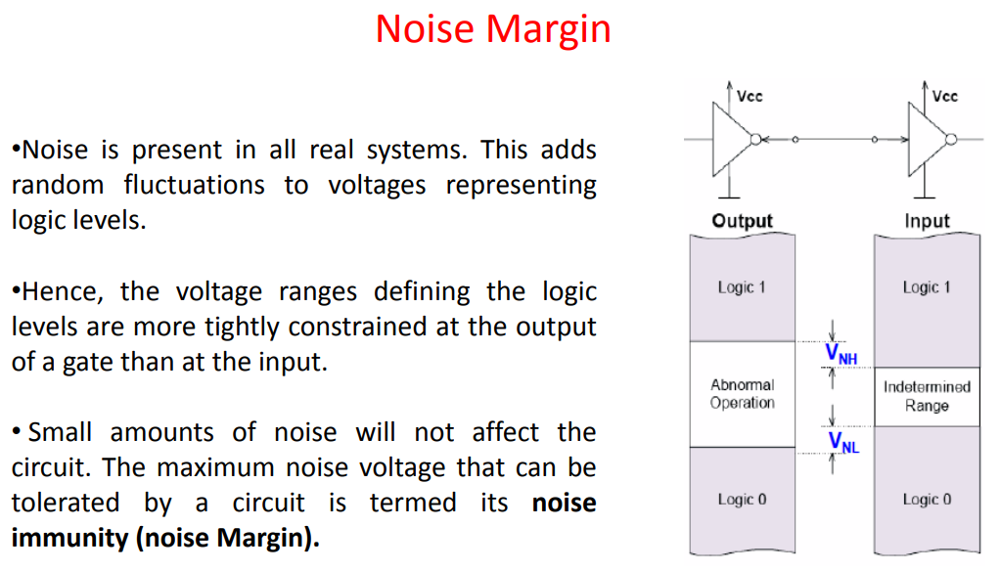 Noise Margin
•Noise is present in all real systems. This adds
random fluctuations to voltages representing
logic levels.
•Hence, the voltage ranges defining the logic
levels are more tightly constrained at the output
of a gate than at the input.
• Small amounts of noise will not affect the
circuit. The maximum noise voltage that can be
tolerated by a circuit is termed its noise
immunity (noise Margin).
Vcc
Vcc
Output
Input
Logic 1
Logic 1
VNH
Abnormal
Operation
Indetermined
Range
VNL
Logic 0
Logic 0